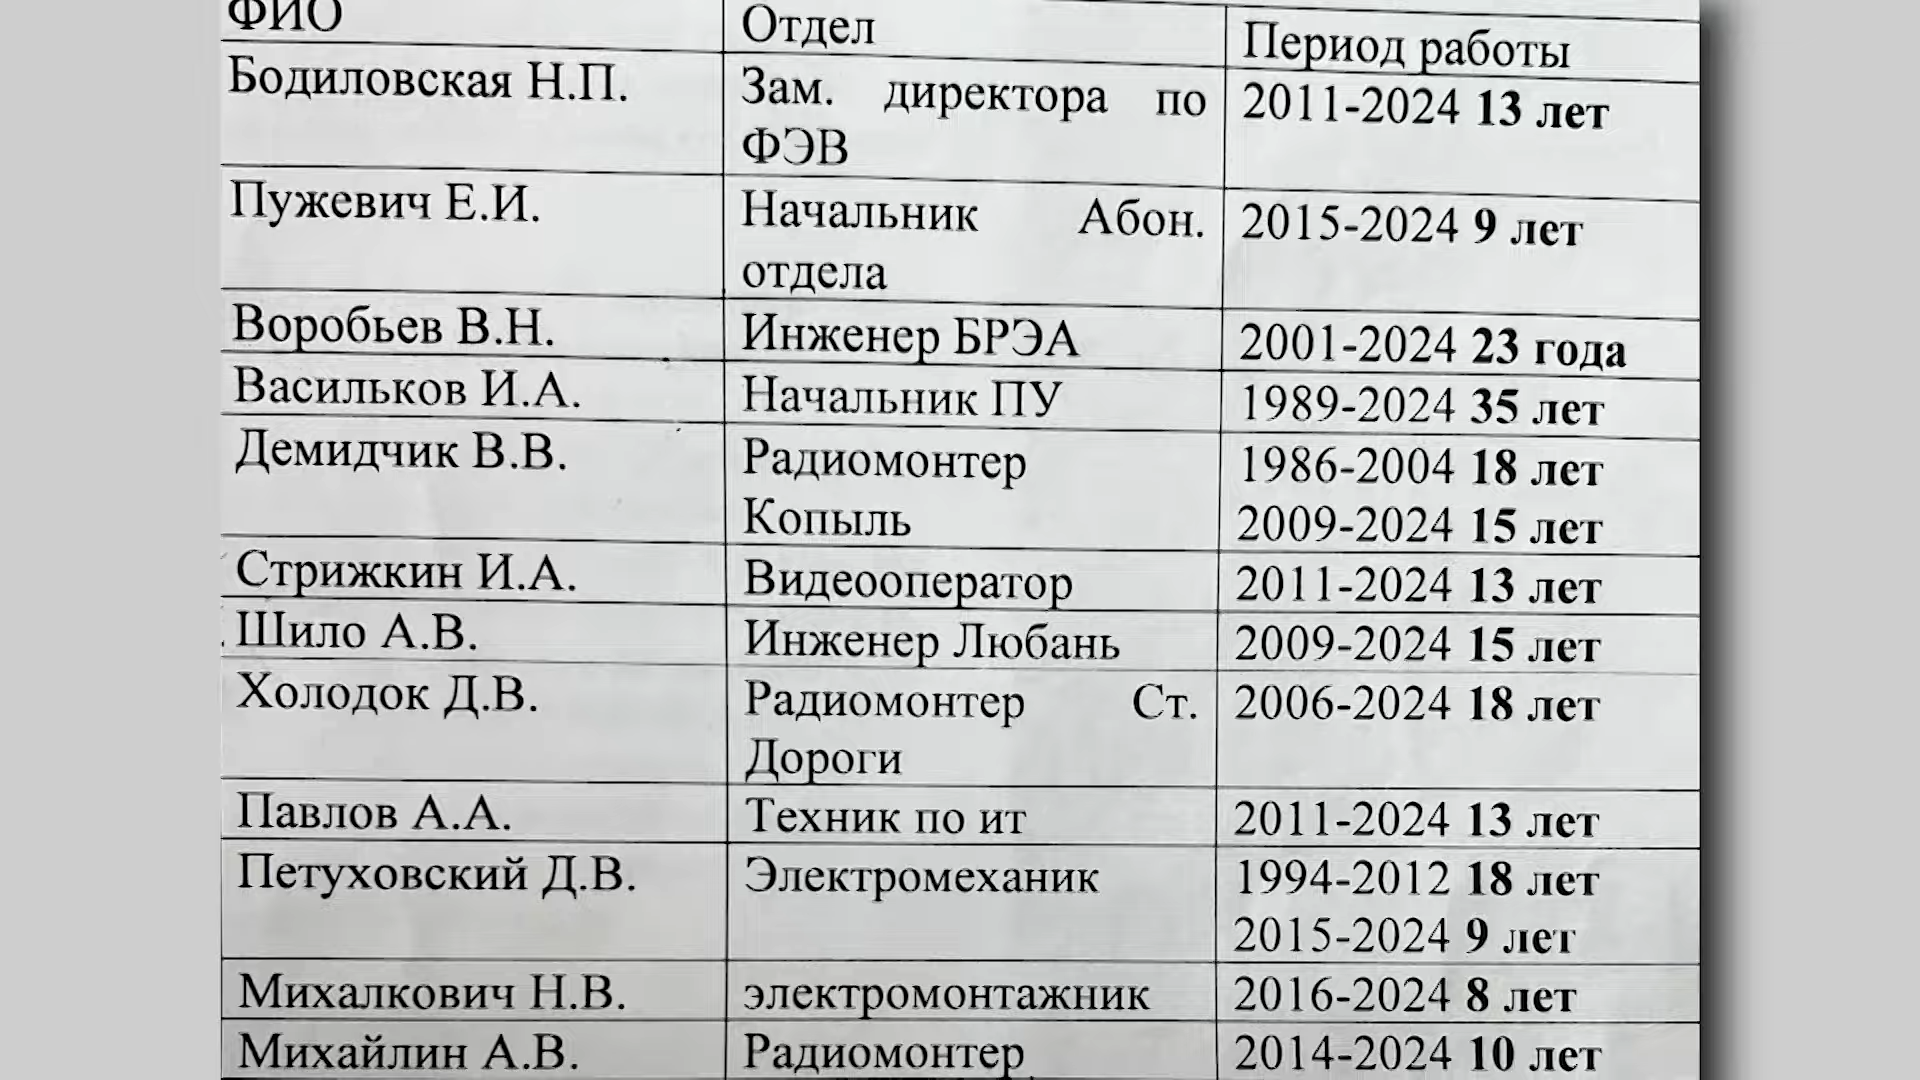 ФИО Отдел Период работы
Бодиловская Н.П. Зам. директора по 2011-2024 13 лет
ФЭВ
Пужевич Е.И. Начальник Абон. 2015-2024 9 лет
отдела
Воробьев В.Н. Инженер БРЭА 2001-2024 23 года
Васильков И.А. Начальник ПУ 1989-2024 35 лет
Демидчик В.В. Радиомонтер 1986-2004 18 лет
Копыль 2009-2024 15 лет
Стрижкин И.А. Видеооператор 2011-2024 13 лет
Шило А.В. Инженер Любань 2009-2024 15 лет
Холодок Д.В. Радиомонтер Ст. 2006-2024 18 лет
Дороги
Павлов А.А. Техник по ит 2011-2024 13 лет
Петуховский Д.В. Электромеханик 1994-2012 18 лет
2015-2024 9 лет
Михалкович Н.В. электромонтажник 2016-2024 8 лет
Михайлин А.В. Радиомонтер 2014-2024 10 лет